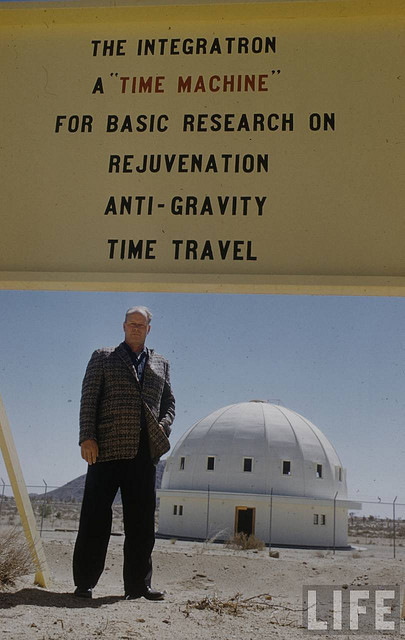 THE INTEGRATRON
A "TIME MACHINE"
FOR BASIC RESEARCH ON
REJUVENATION
ANTI-GRAVITY
TIME TRAVEL
LIFE